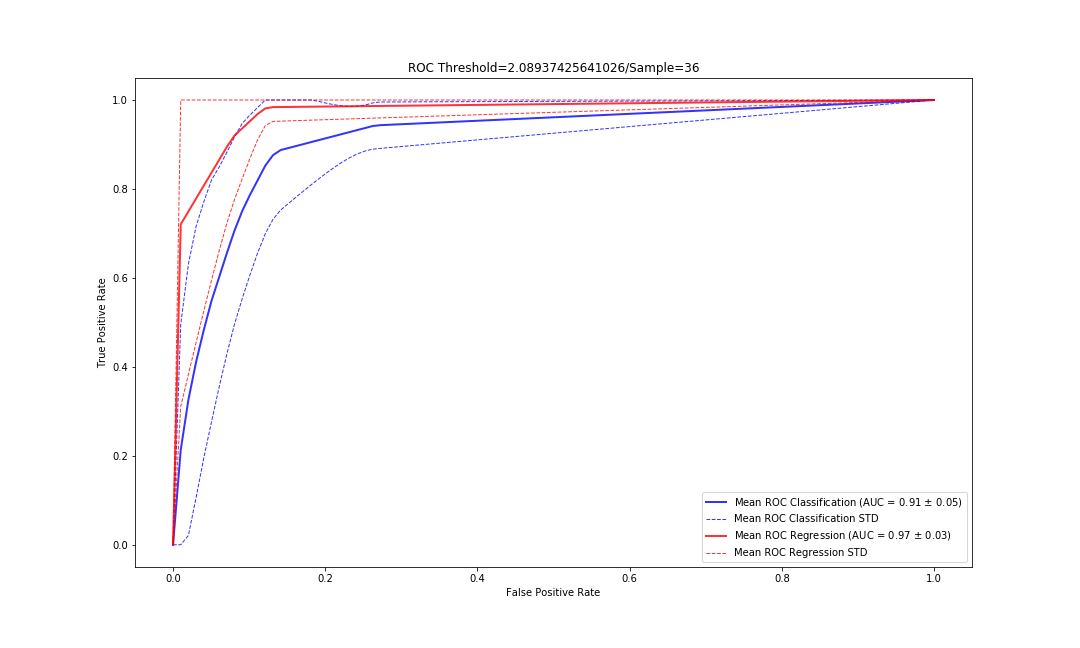 ROC Threshold=2.08937425641026/Sample=36
1.0
0.8
0.6
0.4
0.2
0.0
True Positive Rate
Mean ROC Classification (AUC = 0.91 ± 0.05)
Mean ROC Classification STD
Mean ROC Regression (AUC = 0.97 ± 0.03)
Mean ROC Regression STD
0.0 0.2 0.4 0.6 0.8 1.0
False Positive Rate